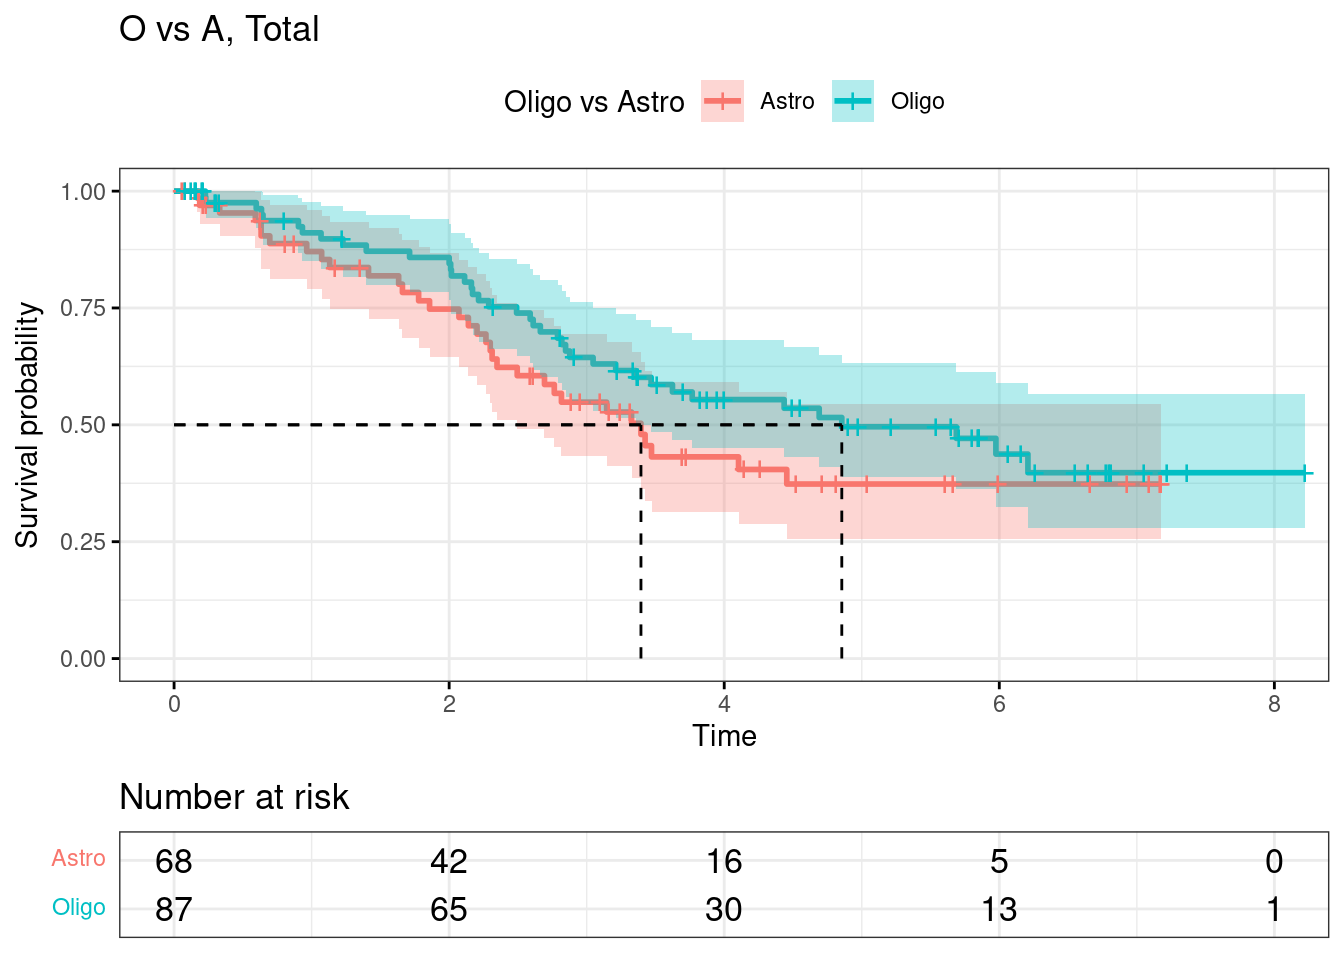 O vs A, Total
Oligo vs Astro Astro Oligo
Survival probability
1.00
0.75
0.50
0.25
0.00
0 2 4 6 8
Time
Number at risk
Astro 68 42 16 5 0
Oligo 87 65 30 13 1